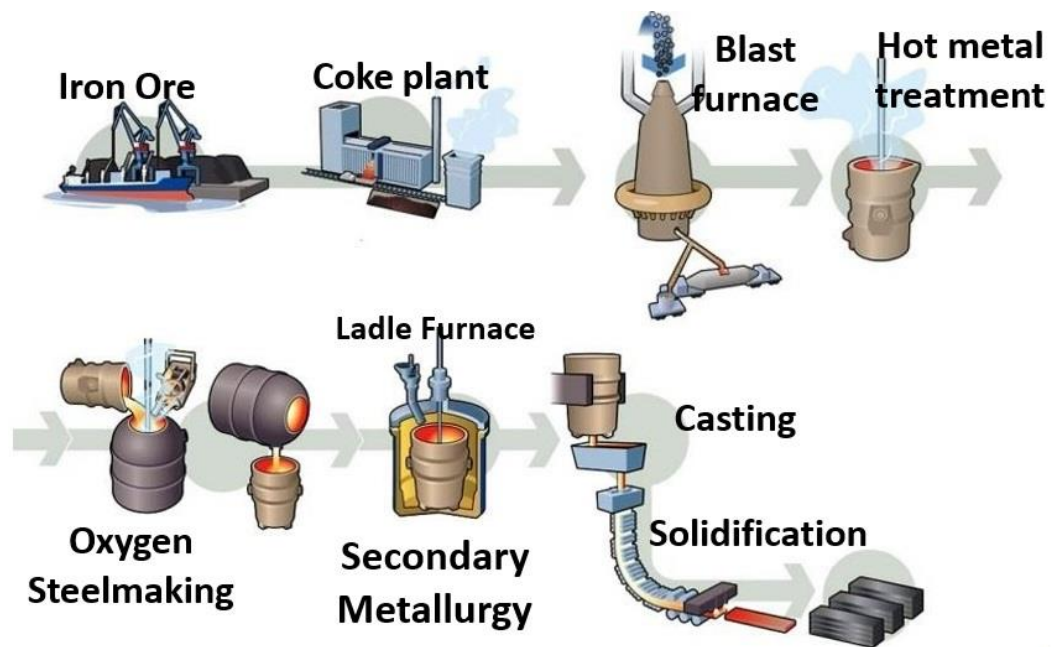 Iron Ore
Coke plant
Blast
furnace
Hot metal
treatment
Ladle Furnace
Oxygen
Steelmaking
Secondary
Metallurgy
Casting
Solidification